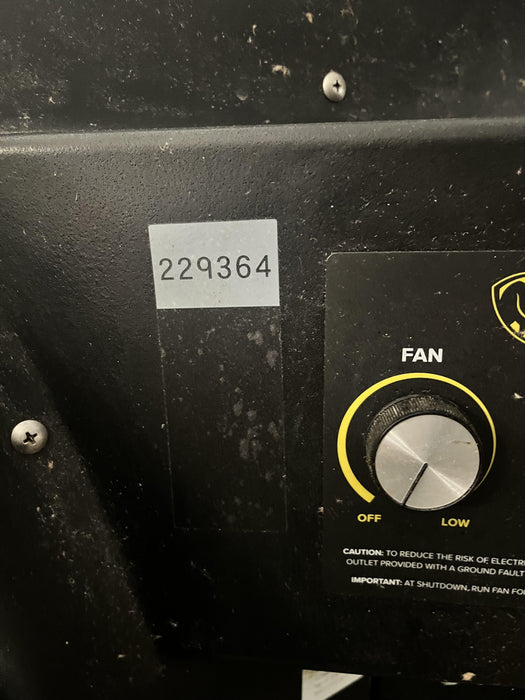 229364
FAN
OFF
LOW
CAUTION: TO REDUCE THE RISK OF ELECTRI
OUTLET PROVIDED WITH A GROUND FAULT
IMPORTANT: AT SHUTDOWN, RUN FAN FO